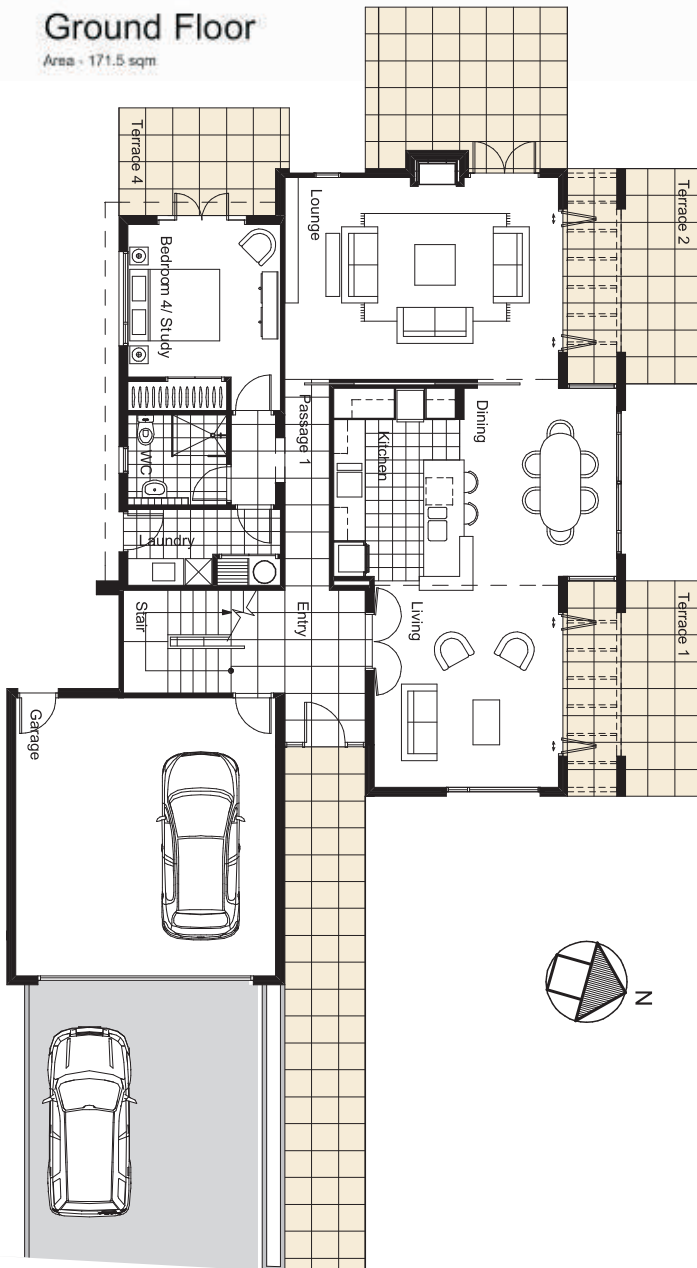 Ground Floor
Area - 171.5 sqm
Terrace 4
Terrace 2
Lounge
Bedroom 4/ Study
Passage 1
Dining
Kitchen
WC
Laundry
Stair
Entry
Living
Terrace 1
Garage
N